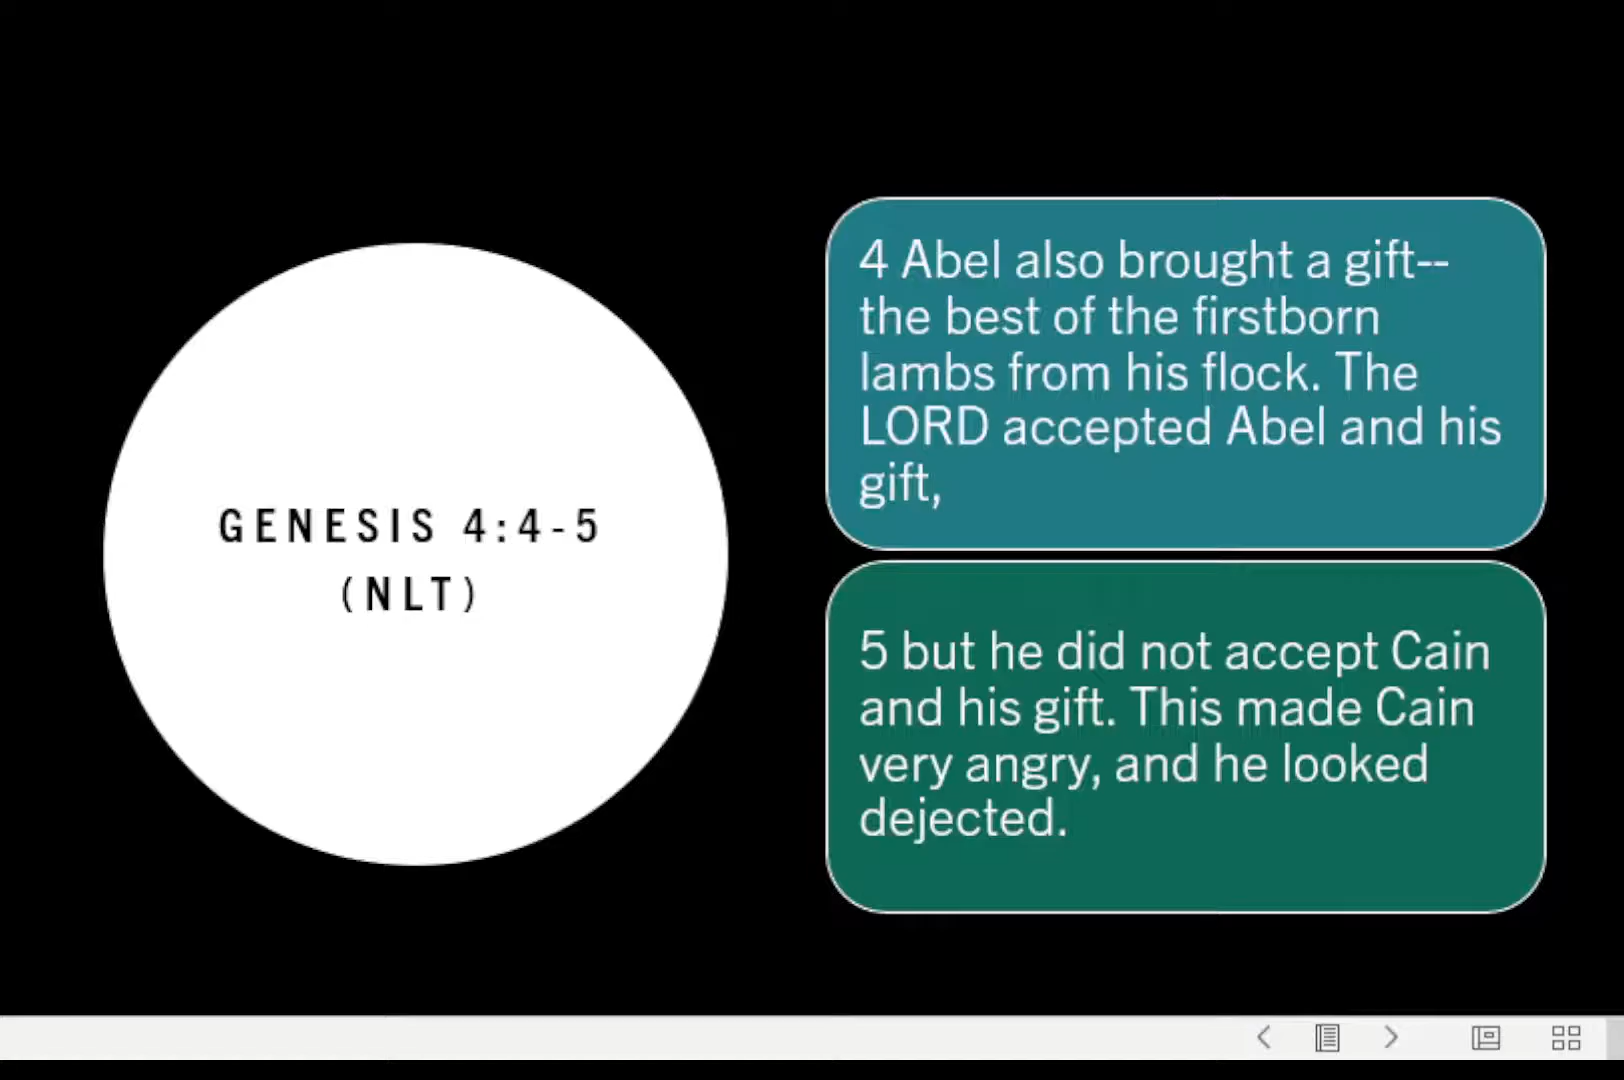 GENESIS 4:4-5
(NLT)
4 Abel also brought a gift--
the best of the firstborn
lambs from his flock. The
LORD accepted Abel and his
gift,
5 but he did not accept Cain
and his gift. This made Cain
very angry, and he looked
dejected.